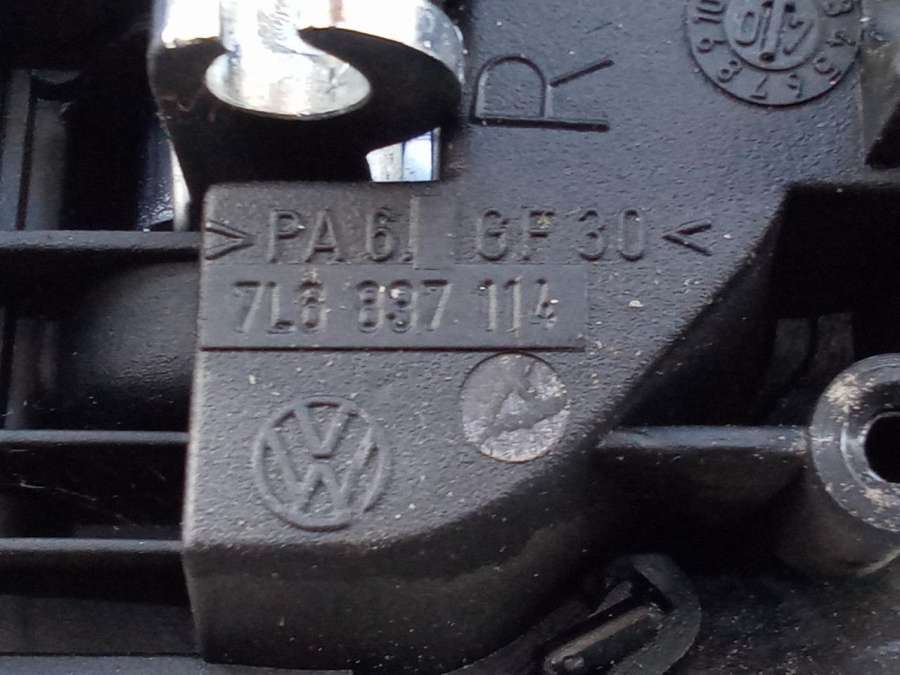 R
>PA 6. GF 30<
7L6 837 114
VW